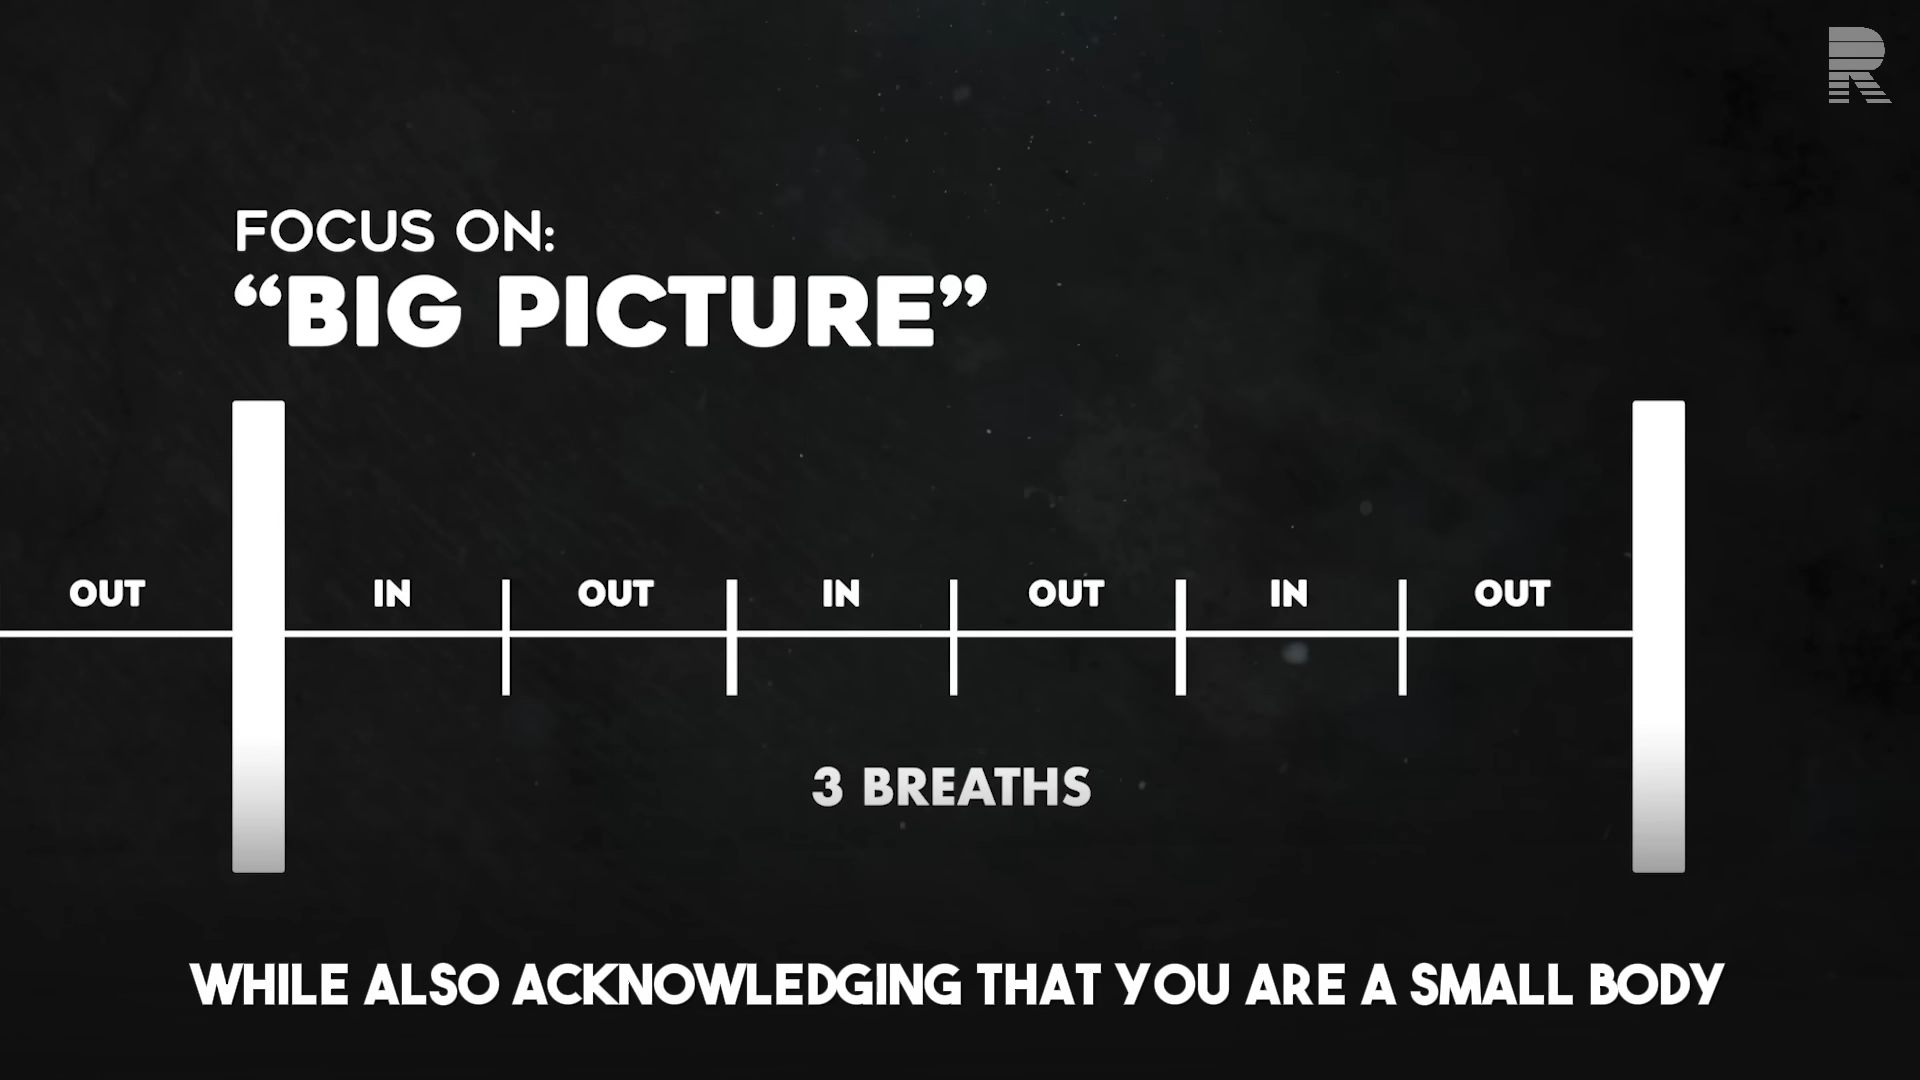 R
FOCUS ON:
“BIG PICTURE”
OUT IN OUT IN OUT IN OUT
3 BREATHS
WHILE ALSO ACKNOWLEDGING THAT YOU ARE A SMALL BODY